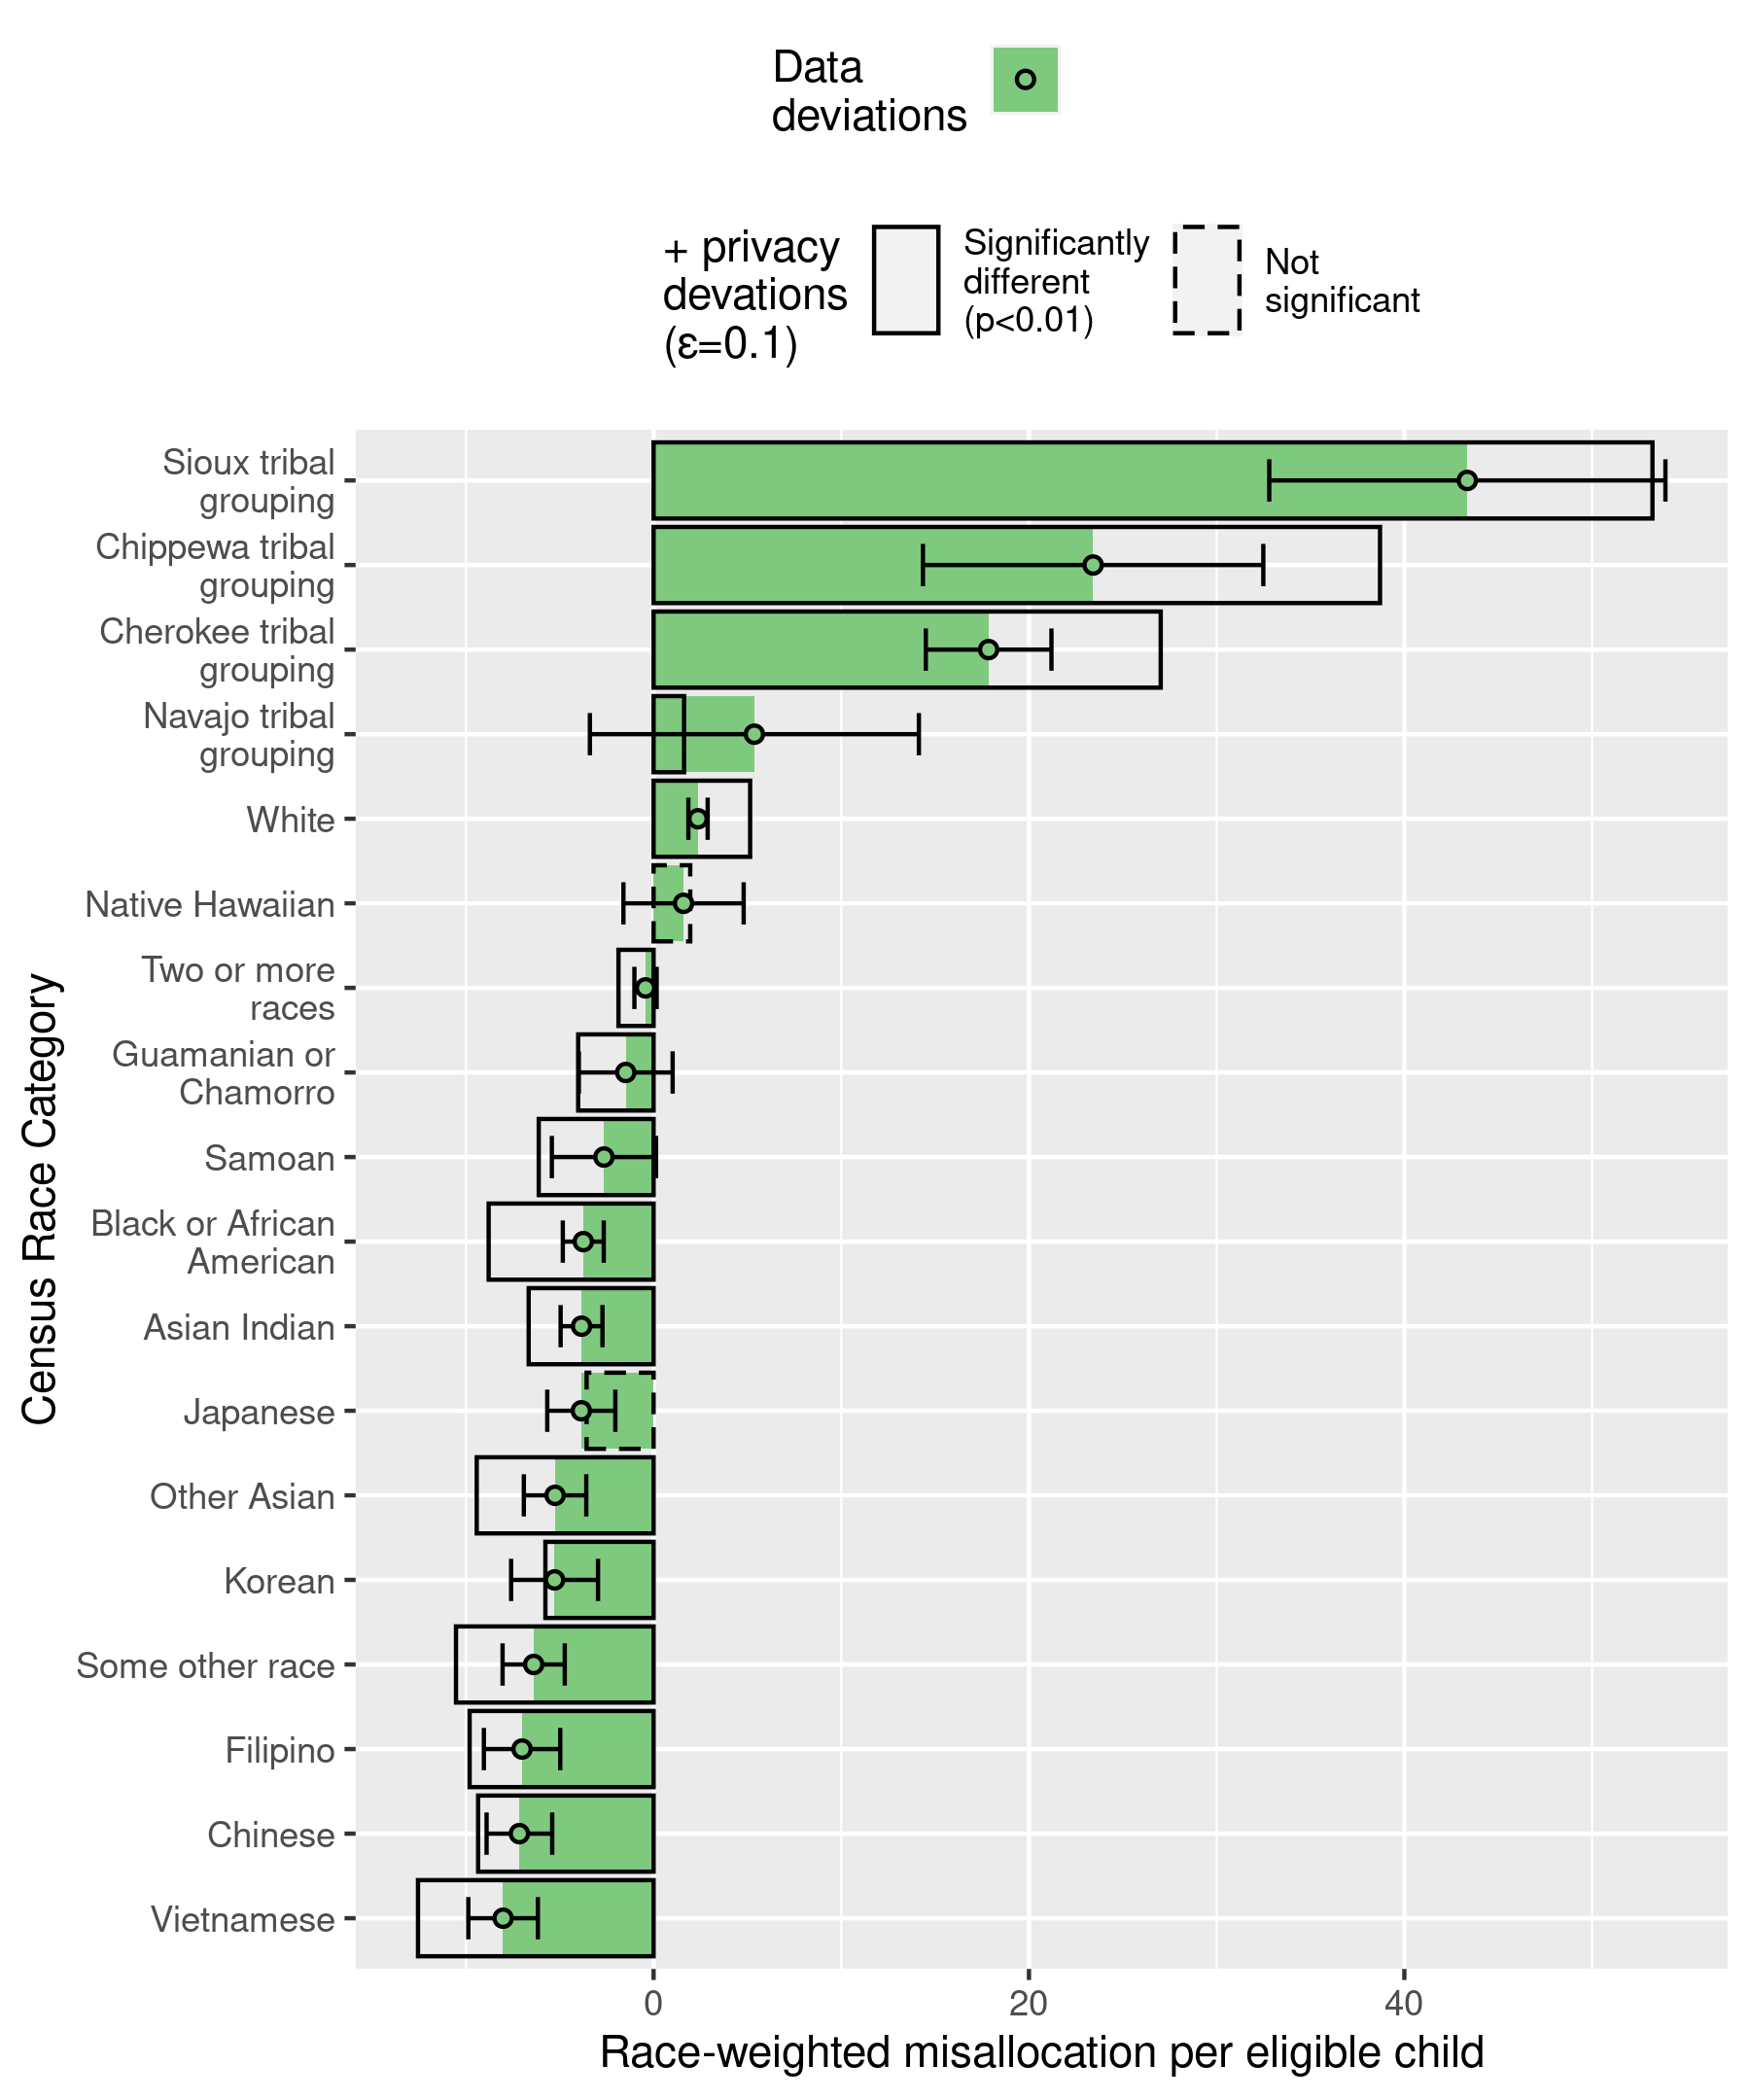 Data
deviations
+ privacy
devations
(ε=0.1)
Significantly
different
(p<0.01)
Not
significant
Census Race Category
Sioux tribal
grouping
Chippewa tribal
grouping
Cherokee tribal
grouping
Navajo tribal
grouping
White
Native Hawaiian
Two or more
races
Guamanian or
Chamorro
Samoan
Black or African
American
Asian Indian
Japanese
Other Asian
Korean
Some other race
Filipino
Chinese
Vietnamese
0 20 40
Race-weighted misallocation per eligible child